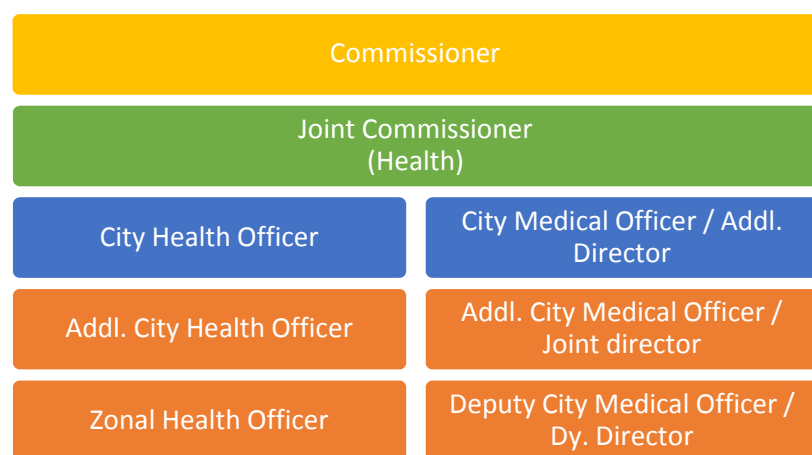 Commissioner
Joint Commissioner
(Health)
City Health Officer
City Medical Officer / Addl.
Director
Addl. City Health Officer
Addl. City Medical Officer /
Joint director
Zonal Health Officer
Deputy City Medical Officer /
Dy. Director